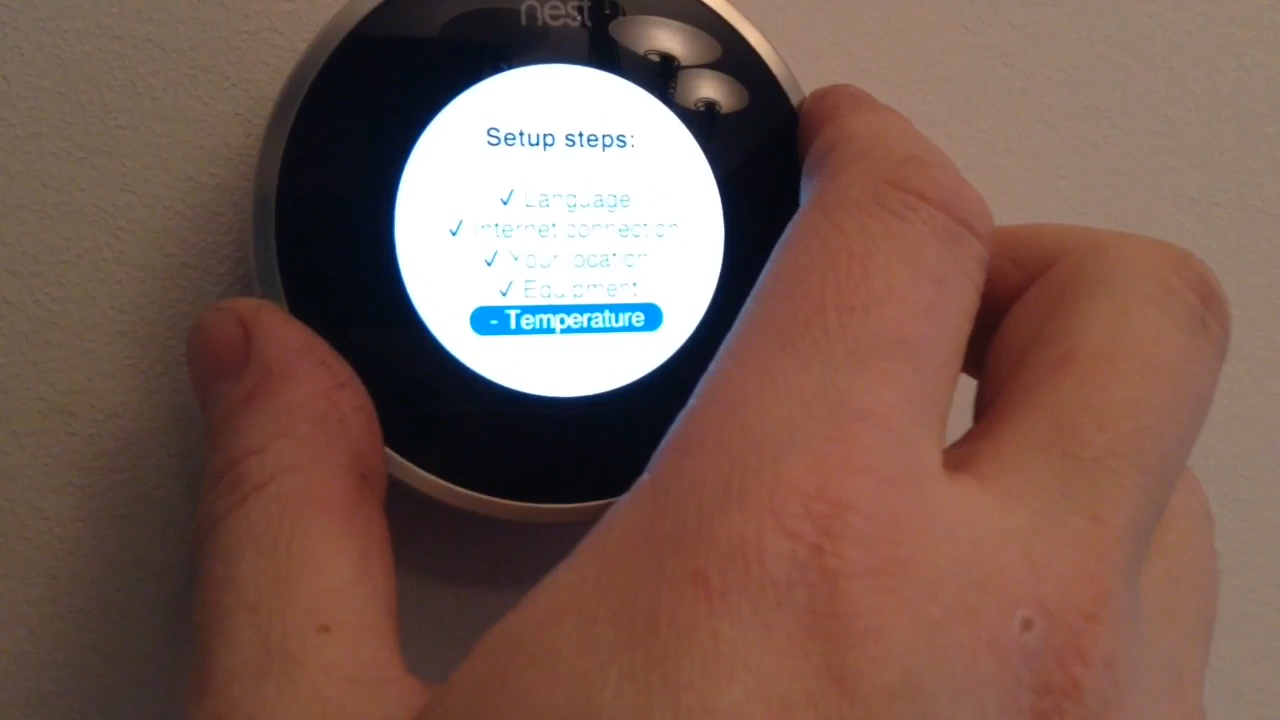 nest
Setup steps:
✓ Language
✓ Internet connection
✓ Your location
✓ Equipment
- Temperature